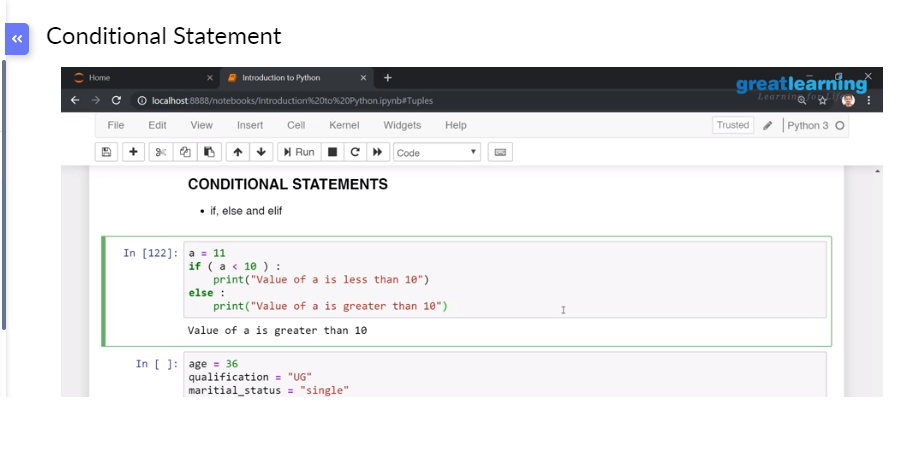 Conditional Statement
Home
Introduction to Python
greatlearning
Learning for Life
localhost:8888/notebooks/Introduction%20to%20Python.ipynb#Tuples
File Edit View Insert Cell Kernel Widgets Help
Trusted
Python 3
Run
Code
CONDITIONAL STATEMENTS
• if, else and elif
In [122]: a = 11
if ( a < 10 ) :
print("Value of a is less than 10")
else :
print("Value of a is greater than 10")
Value of a is greater than 10
In [ ]: age = 36
qualification = "UG"
maritial_status = "single"